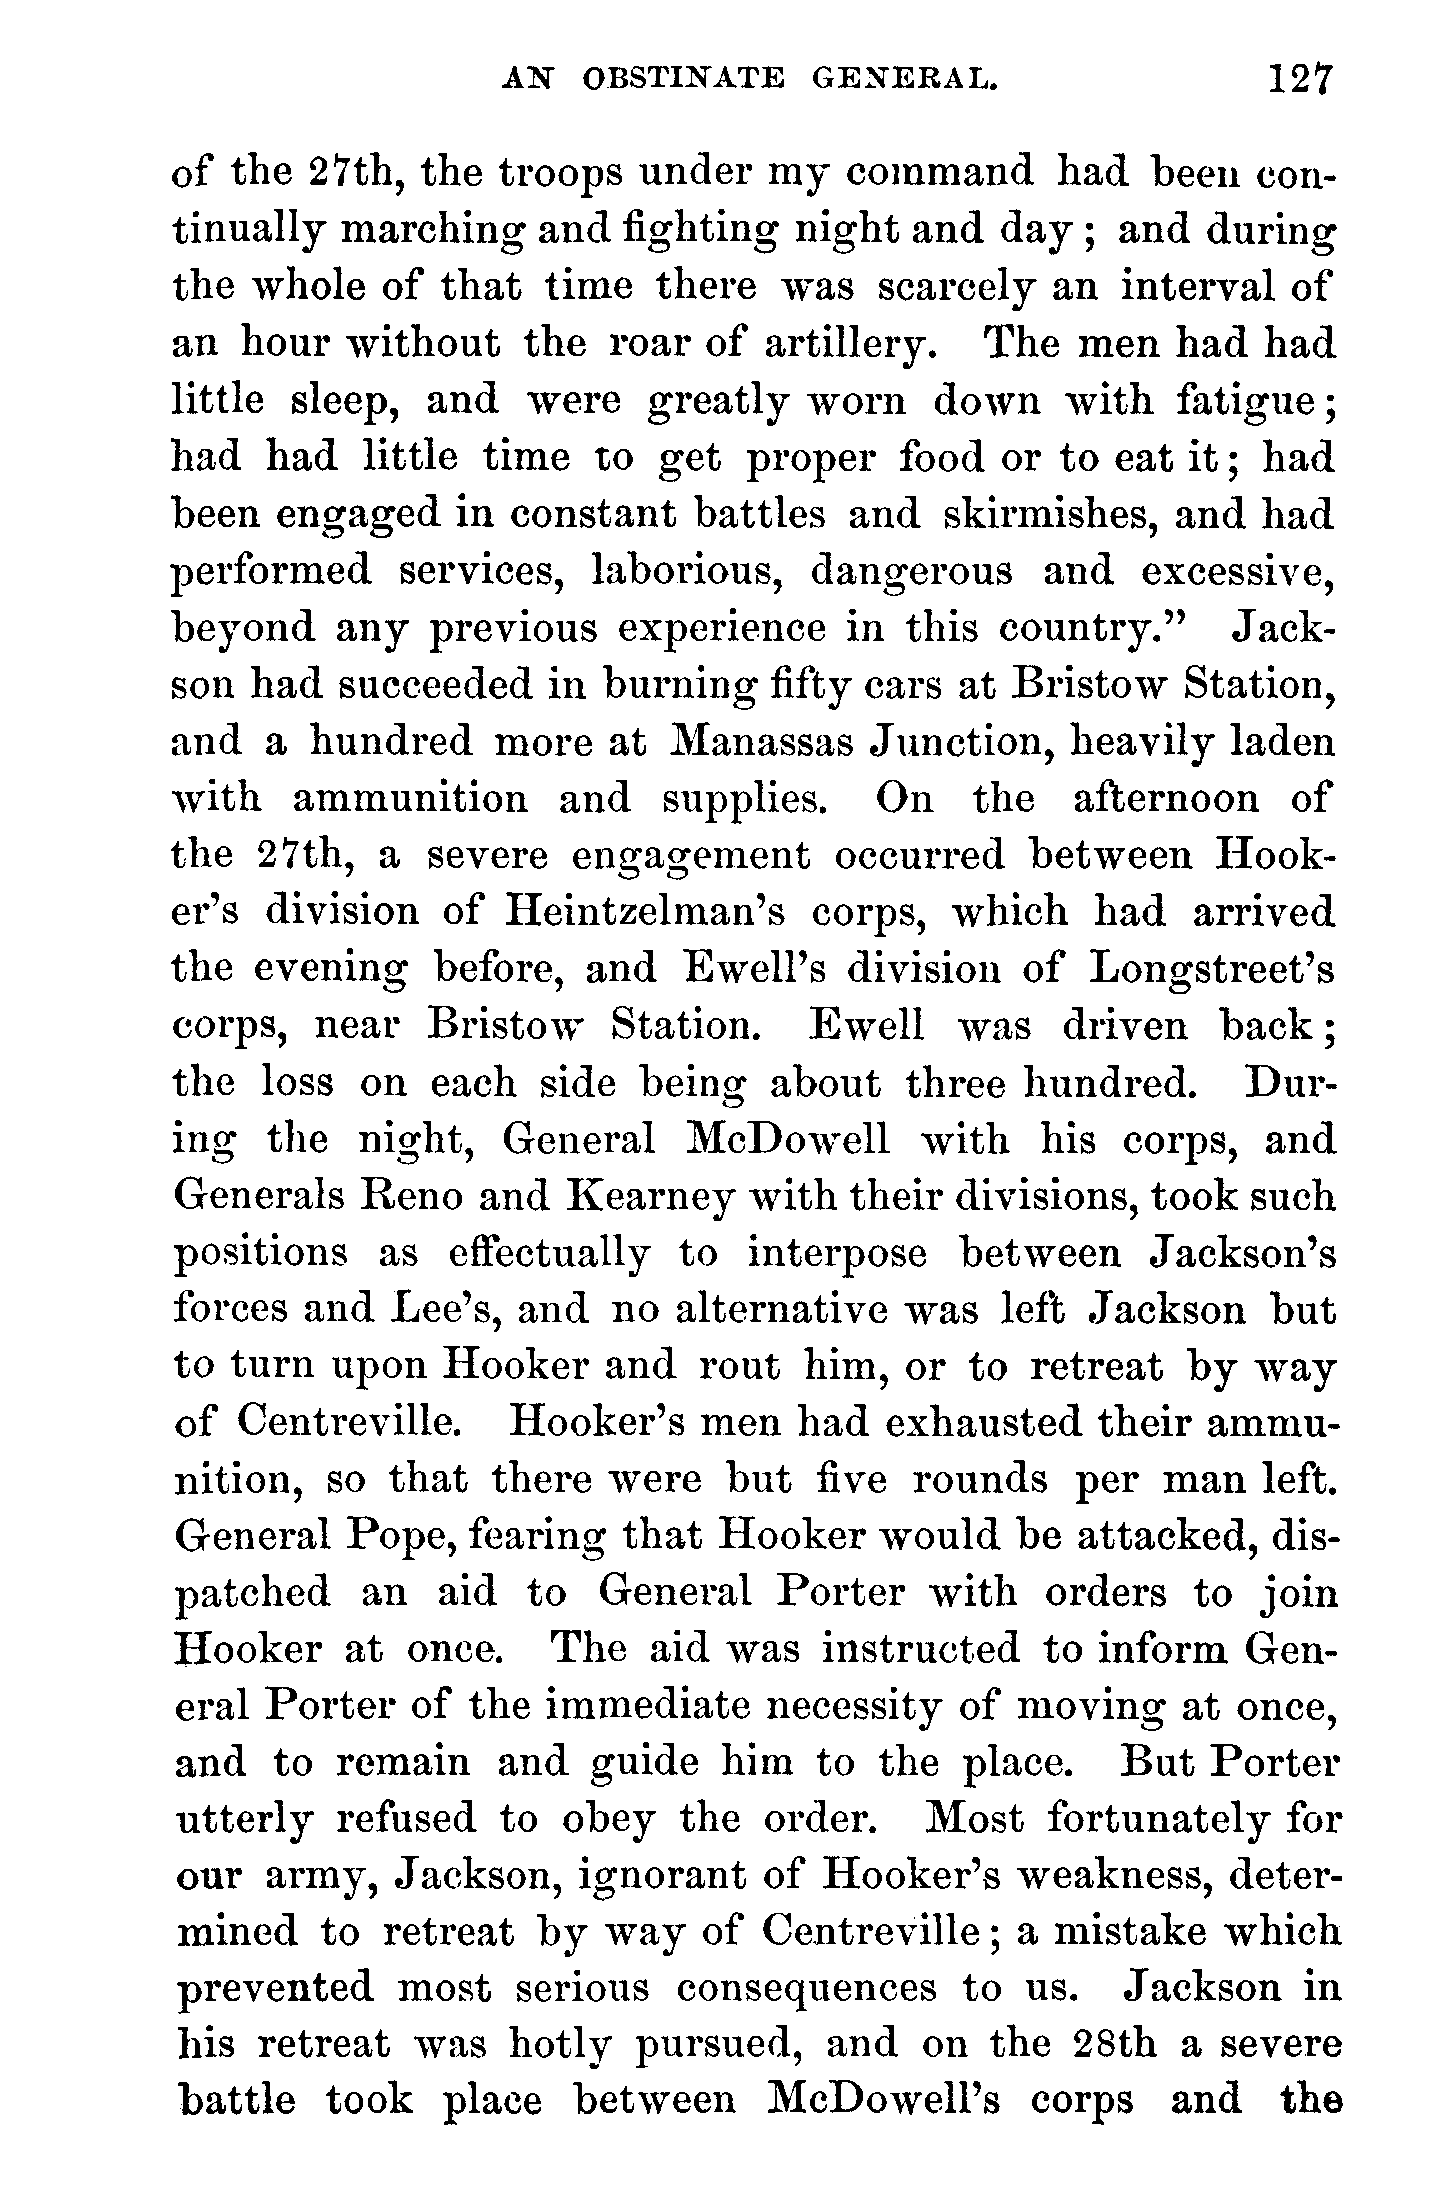 AN OBSTINATE GENERAL. 127
of the 27th, the troops under my command had been con-
tinually marching and fighting night and day ; and during
the whole of that time there was scarcely an interval of
an hour without the roar of artillery. The men had had
little sleep, and were greatly worn down with fatigue ;
had had little time to get proper food or to eat it ; had
been engaged in constant battles and skirmishes, and had
performed services, laborious, dangerous and excessive,
beyond any previous experience in this country.” Jack-
son had succeeded in burning fifty cars at Bristow Station,
and a hundred more at Manassas Junction, heavily laden
with ammunition and supplies. On the afternoon of
the 27th, a severe engagement occurred between Hook-
er’s division of Heintzelman’s corps, which had arrived
the evening before, and Ewell’s division of Longstreet’s
corps, near Bristow Station. Ewell was driven back ;
the loss on each side being about three hundred. Dur-
ing the night, General McDowell with his corps, and
Generals Reno and Kearney with their divisions, took such
positions as effectually to interpose between Jackson’s
forces and Lee’s, and no alternative was left Jackson but
to turn upon Hooker and rout him, or to retreat by way
of Centreville. Hooker’s men had exhausted their ammu-
nition, so that there were but five rounds per man left.
General Pope, fearing that Hooker would be attacked, dis-
patched an aid to General Porter with orders to join
Hooker at once. The aid was instructed to inform Gen-
eral Porter of the immediate necessity of moving at once,
and to remain and guide him to the place. But Porter
utterly refused to obey the order. Most fortunately for
our army, Jackson, ignorant of Hooker’s weakness, deter-
mined to retreat by way of Centreville ; a mistake which
prevented most serious consequences to us. Jackson in
his retreat was hotly pursued, and on the 28th a severe
battle took place between McDowell’s corps and the